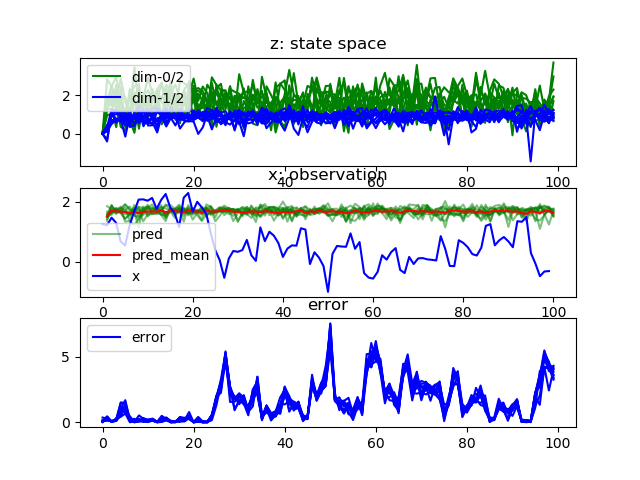 z: state space
dim-0/2
dim-1/2
2
0
0 20 40 60 80 100
x: observation
pred
pred_mean
x
2
0
0 20 40 60 80 100
error
error
5
0
0 20 40 60 80 100